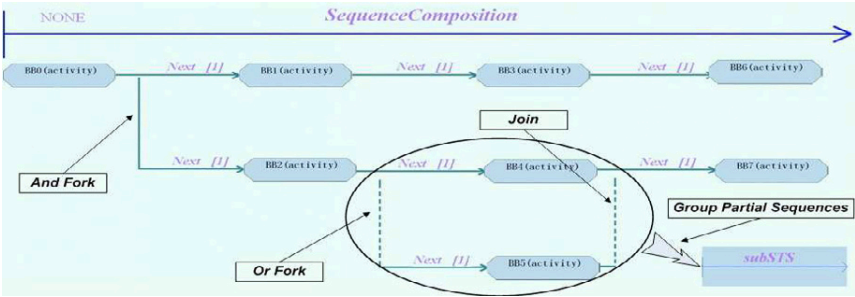 NONE
SequenceComposition
BB0(activity) Next [1] BB1(activity) Next [1] BB3(activity) Next [1] BB6(activity)
Join
Next [1] BB2(activity) Next [1] BB4(activity) Next [1] BB7(activity)
And Fork
Group Partial Sequences
Or Fork
Next [1] BB5(activity)
subSTS